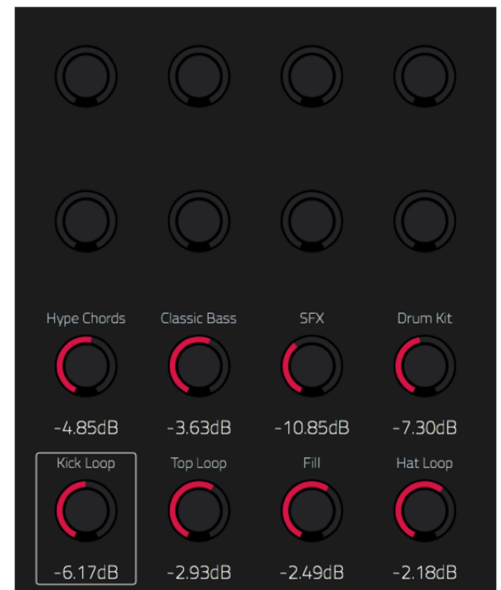 Hype Chords Classic Bass SFX Drum Kit
-4.85dB -3.63dB -10.85dB -7.30dB
Kick Loop Top Loop Fill Hat Loop
-6.17dB -2.93dB -2.49dB -2.18dB